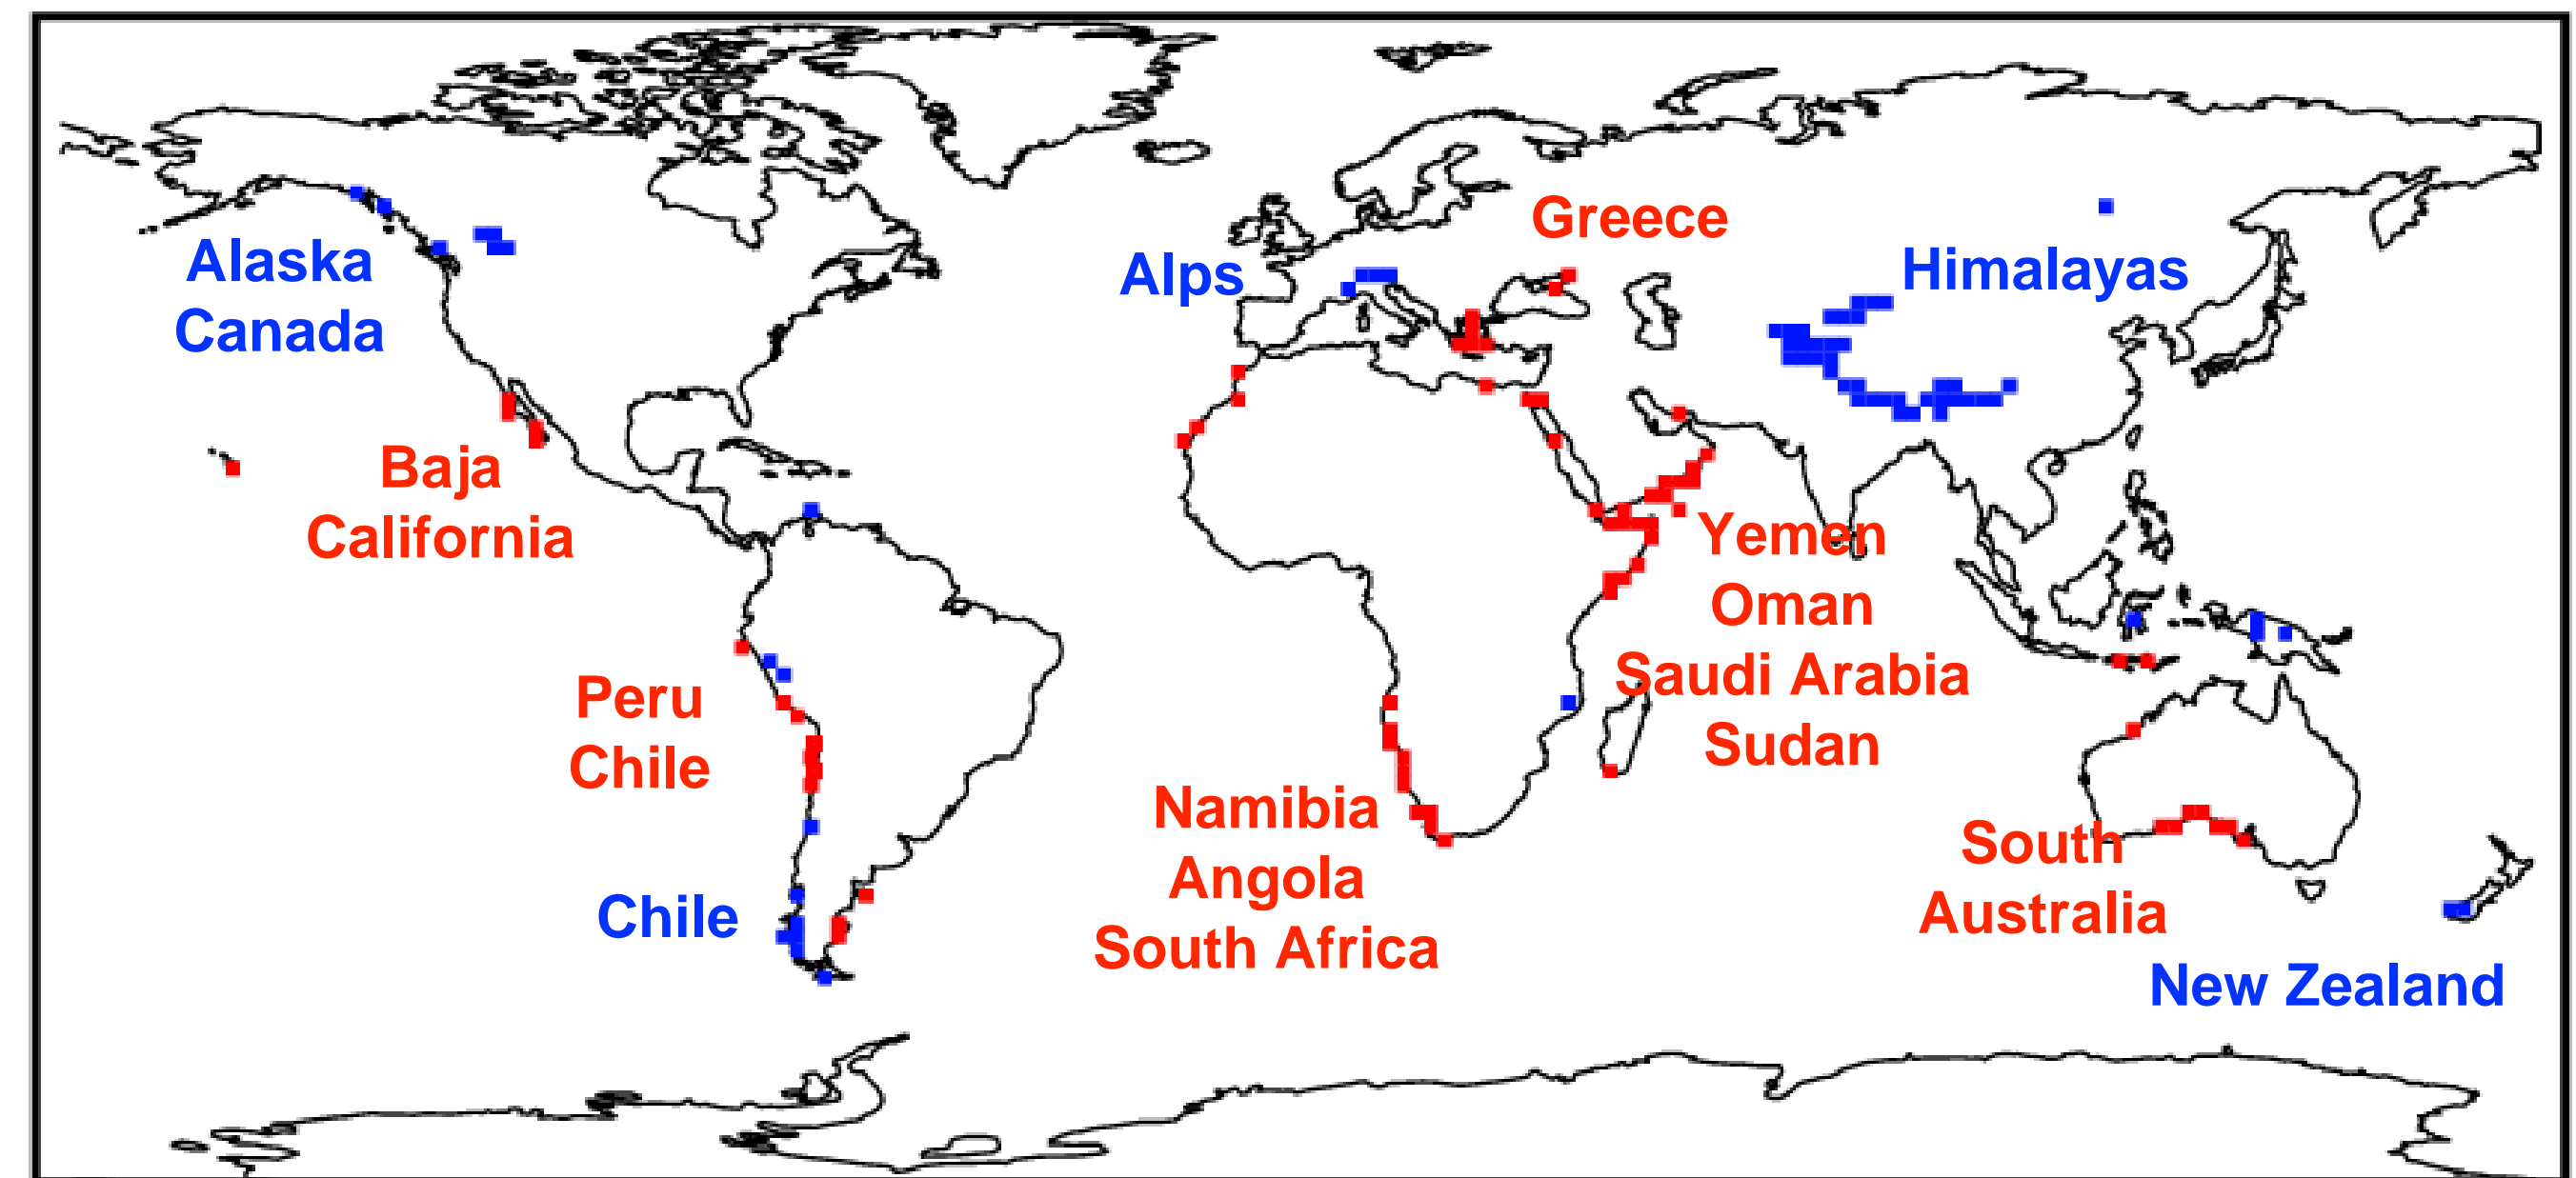 Greece
Alaska
Canada
Alps
Himalayas
Baja
California
Yemen
Oman
Saudi Arabia
Sudan
Peru
Chile
Namibia
Angola
South Africa
South
Australia
Chile
New Zealand